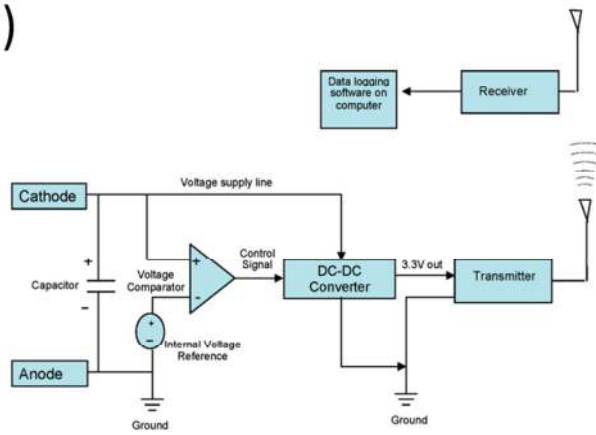 )
Data logging
software on
computer
Receiver
Cathode
Voltage supply line
+
Capacitor
–
Voltage
Comparator
+
-
Control
Signal
DC-DC
Converter
3.3V out
Transmitter
+
–
Internal Voltage
Reference
Anode
Ground
Ground